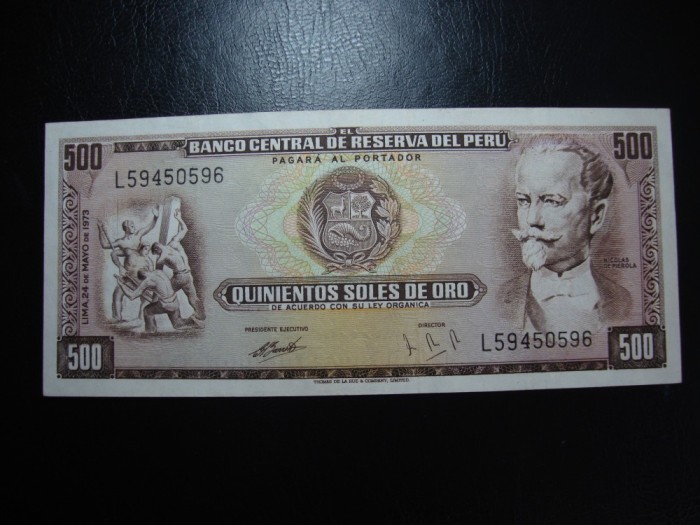 EL
BANCO CENTRAL DE RESERVA DEL PERÚ
PAGARÁ AL PORTADOR
500
500
L59450596
LIMA, 24 DE MAYO DE 1973
NICOLAS
DE PIEROLA
QUINIENTOS SOLES DE ORO
DE ACUERDO CON SU LEY ORGANICA
PRESIDENTE EJECUTIVO
DIRECTOR
L59450596
500
500
THOMAS DE LA RUE & COMPANY, LIMITED.